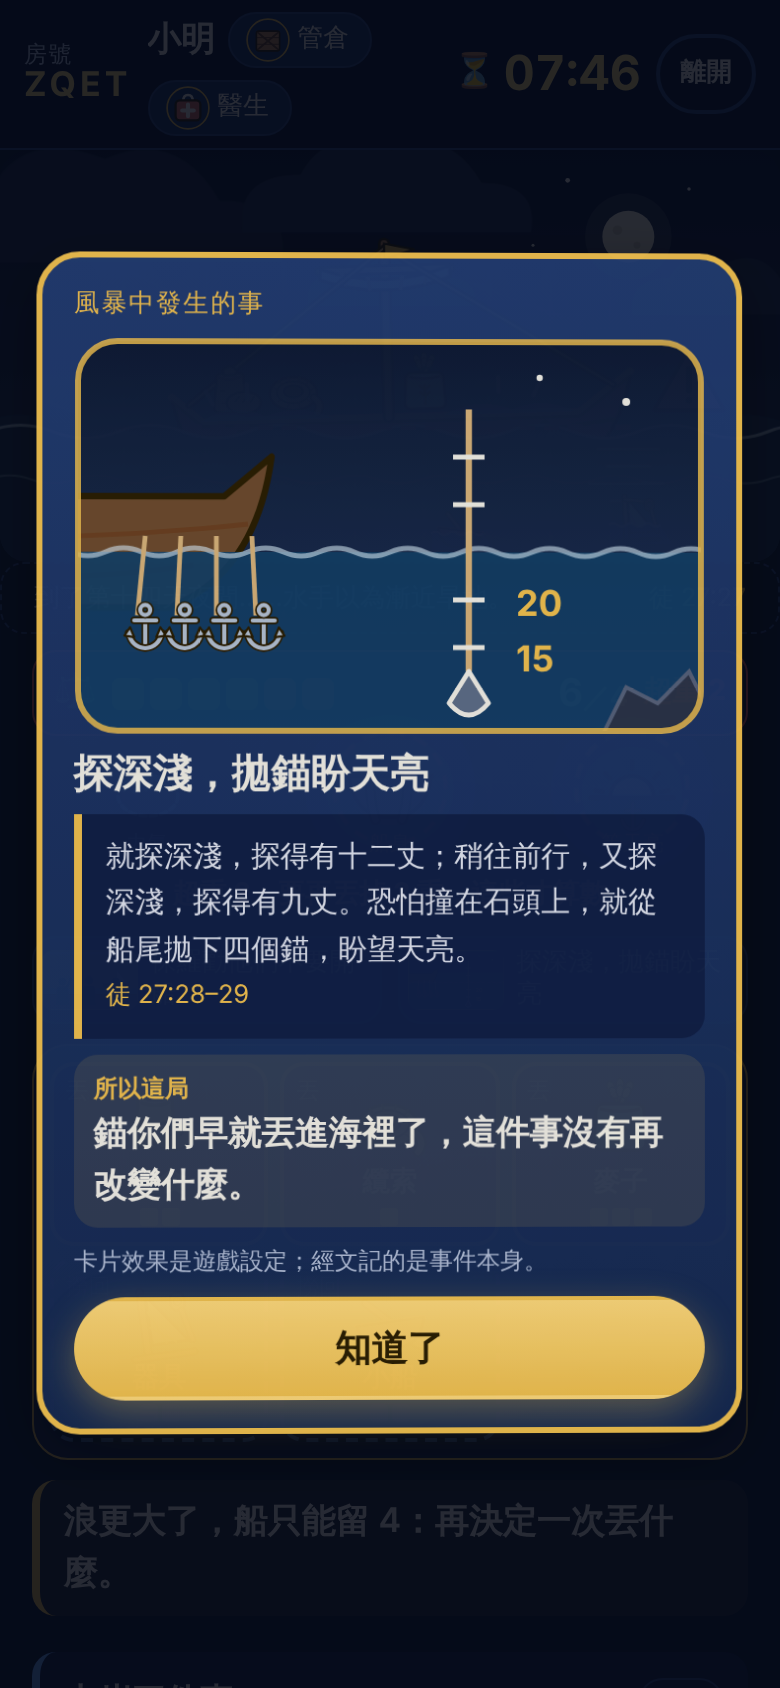 房號
ZQET
小明
管倉
醫生
07:46
離開
風暴中發生的事
20
15
探深淺，拋錨盼天亮
就探深淺，探得有十二丈；稍往前行，又探
深淺，探得有九丈。恐怕撞在石頭上，就從
船尾拋下四個錨，盼望天亮。
徒 27:28–29
所以這局
錨你們早就丟進海裡了，這件事沒有再
改變什麼。
卡片效果是遊戲設定；經文記的是事件本身。
知道了
浪更大了，船只能留 4：再決定一次丟什
麼。